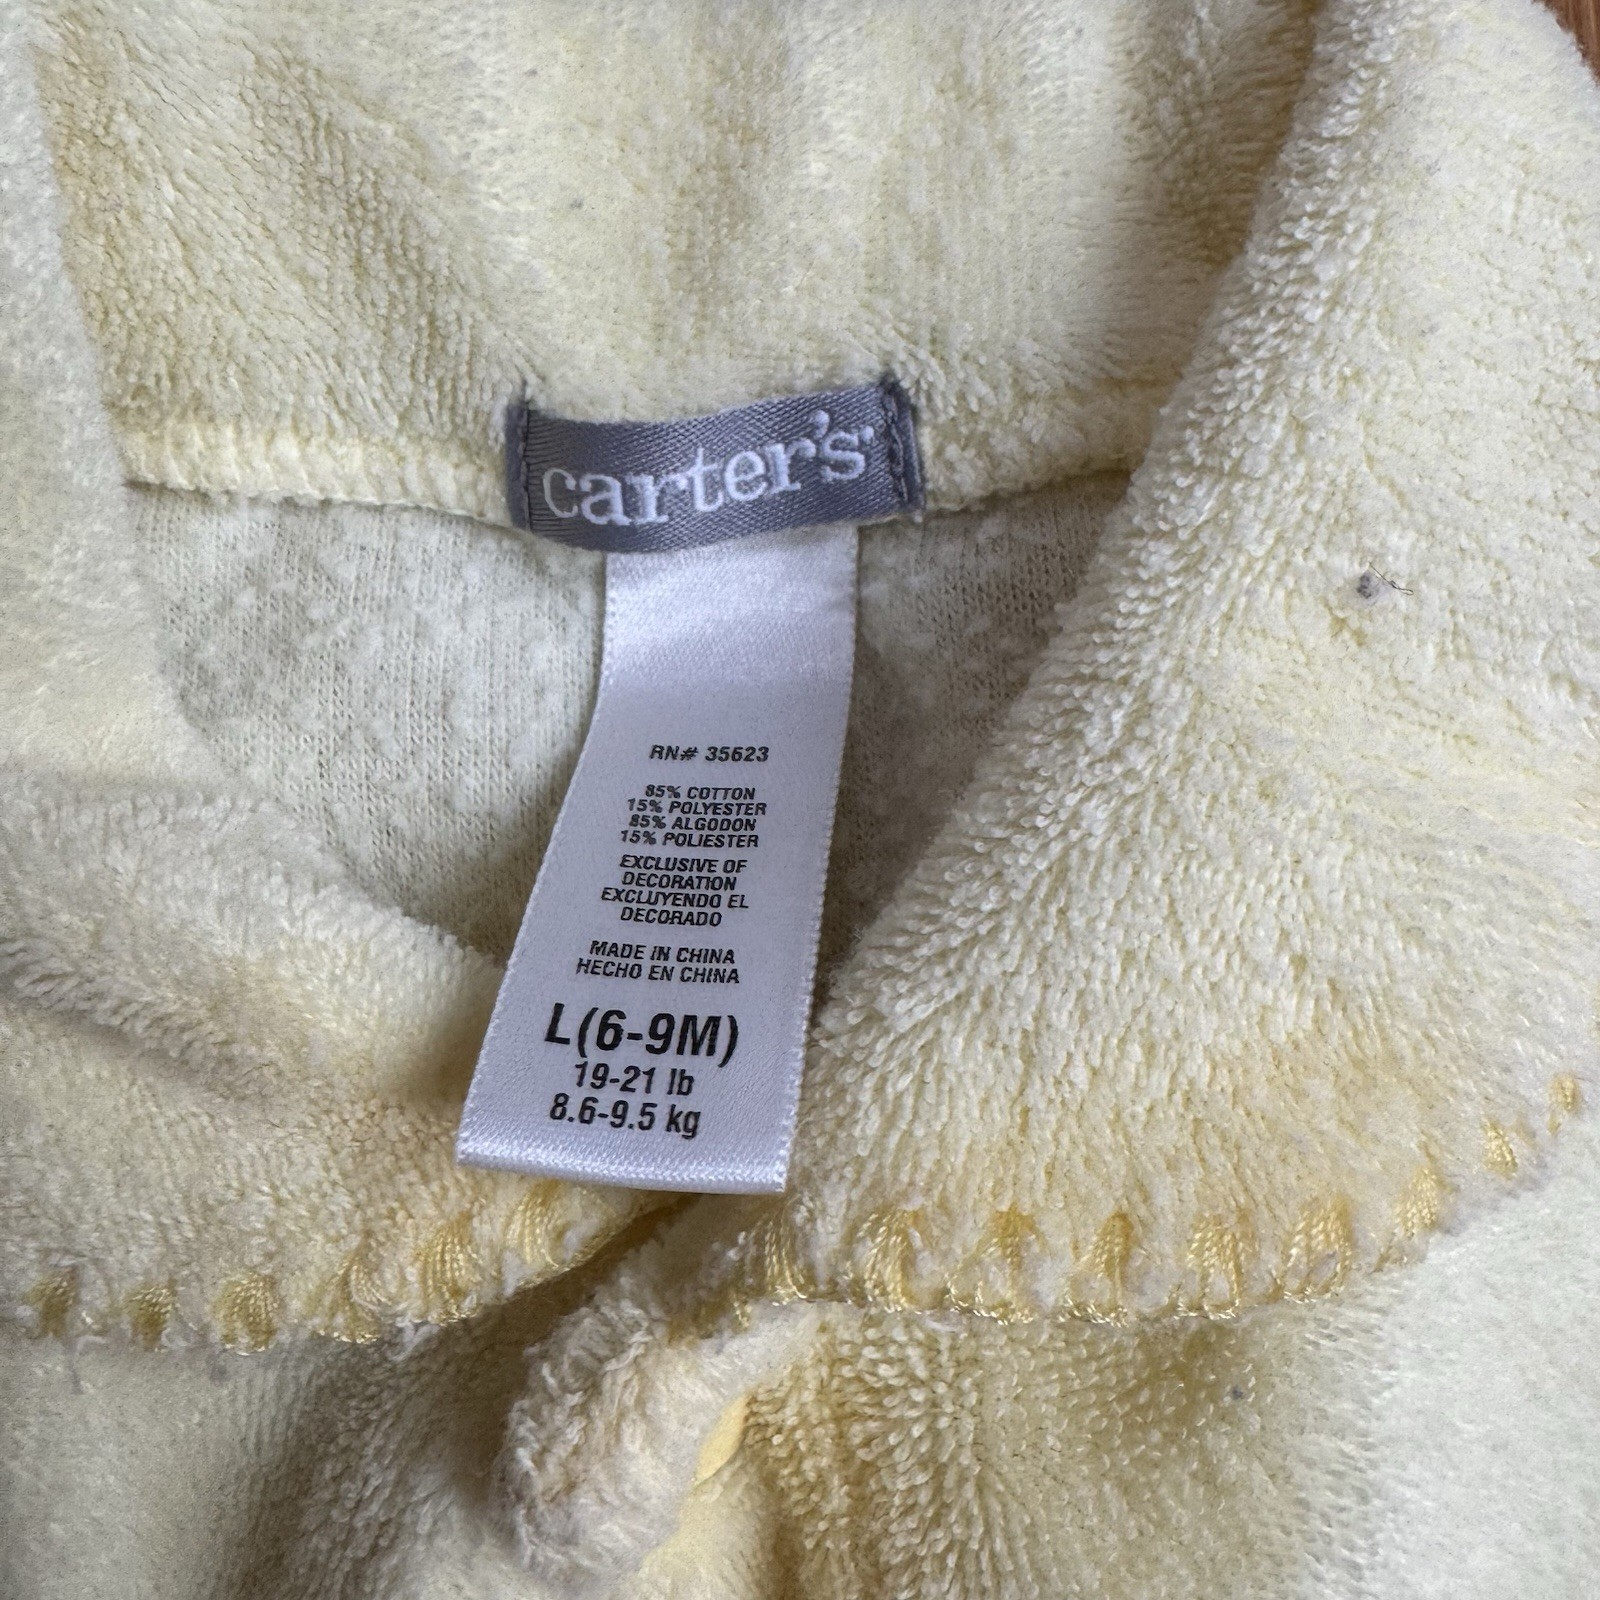 carter's
RN# 35623
85% COTTON
15% POLYESTER
85% ALGODON
15% POLIESTER
EXCLUSIVE OF
DECORATION
EXCLUYENDO EL
DECORADO
MADE IN CHINA
HECHO EN CHINA
L(6-9M)
19-21 lb
8.6-9.5 kg